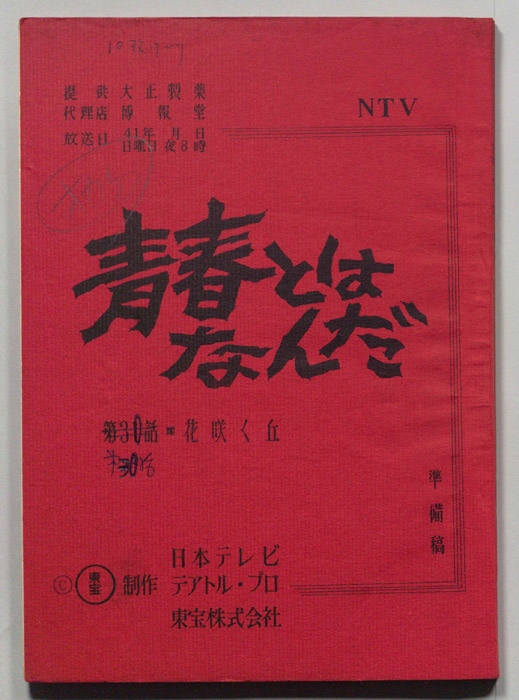 提供 大正製薬
代理店 博報堂
放送日 41年 月 日
日曜日 夜8時
NTV
青春とは
なんだ
第30話 花咲く丘
準備稿
日本テレビ
© 東宝 制作 テアトル・プロ
東宝株式会社